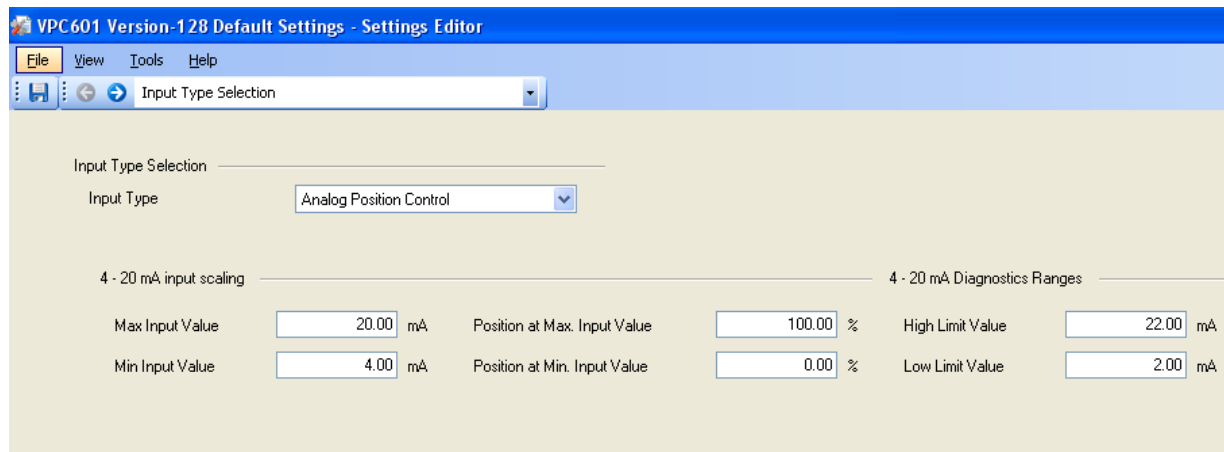 VPC601 Version-128 Default Settings - Settings Editor
File View Tools Help
Input Type Selection
Input Type Selection
Input Type Analog Position Control
4 - 20 mA input scaling 4 - 20 mA Diagnostics Ranges
Max Input Value 20.00 mA Position at Max. Input Value 100.00 % High Limit Value 22.00 mA
Min Input Value 4.00 mA Position at Min. Input Value 0.00 % Low Limit Value 2.00 mA